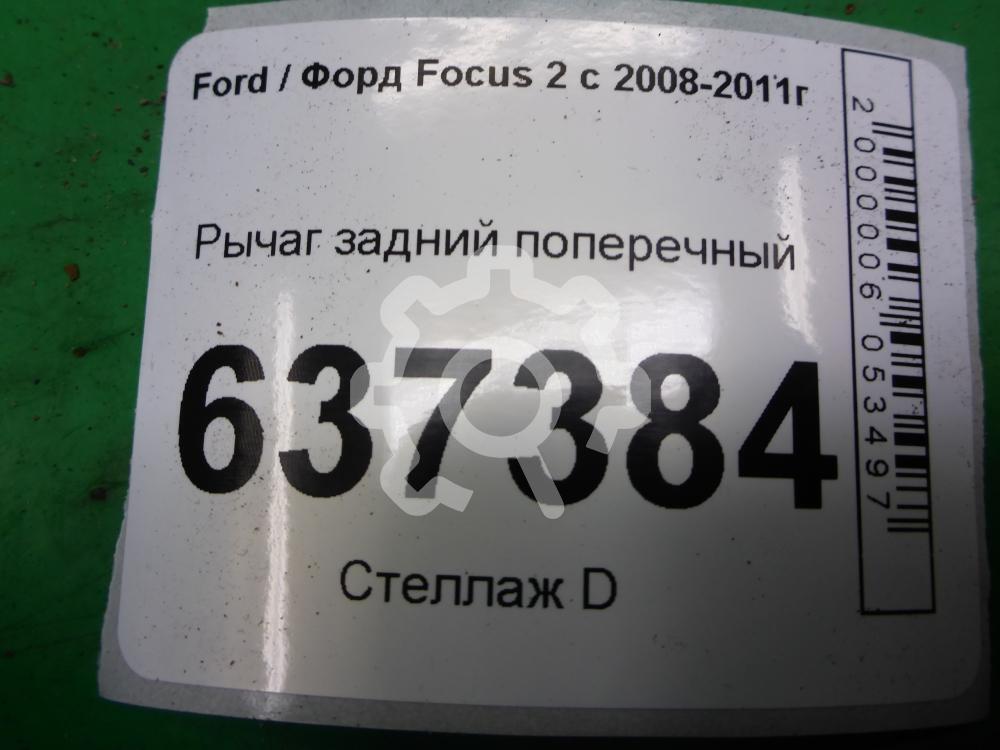 Ford / Форд Focus 2 с 2008-2011г
Рычаг задний поперечный
637384
Стеллаж D
2000006053497